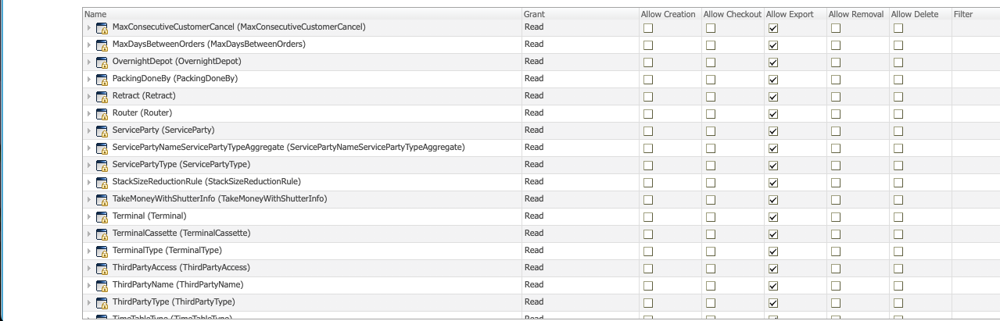 Name Grant Allow Creation Allow Checkout Allow Export Allow Removal Allow Delete Filter
MaxConsecutiveCustomerCancel (MaxConsecutiveCustomerCancel) Read
MaxDaysBetweenOrders (MaxDaysBetweenOrders) Read
OvernightDepot (OvernightDepot) Read
PackingDoneBy (PackingDoneBy) Read
Retract (Retract) Read
Router (Router) Read
ServiceParty (ServiceParty) Read
ServicePartyNameServicePartyTypeAggregate (ServicePartyNameServicePartyTypeAggregate) Read
ServicePartyType (ServicePartyType) Read
StackSizeReductionRule (StackSizeReductionRule) Read
TakeMoneyWithShutterInfo (TakeMoneyWithShutterInfo) Read
Terminal (Terminal) Read
TerminalCassette (TerminalCassette) Read
TerminalType (TerminalType) Read
ThirdPartyAccess (ThirdPartyAccess) Read
ThirdPartyName (ThirdPartyName) Read
ThirdPartyType (ThirdPartyType) Read
TimeTableType (TimeTableType) Read